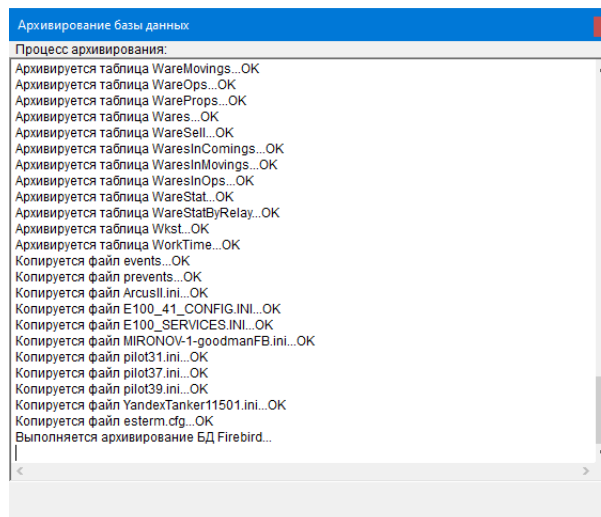 Архивирование базы данных
Процесс архивирования:
Архивируется таблица WareMovings...OK
Архивируется таблица WareOps...OK
Архивируется таблица WareProps...OK
Архивируется таблица Wares...OK
Архивируется таблица WareSell...OK
Архивируется таблица WaresInComings...OK
Архивируется таблица WaresInMovings...OK
Архивируется таблица WaresInOps...OK
Архивируется таблица WareStat...OK
Архивируется таблица WareStatByRelay...OK
Архивируется таблица Wkst...OK
Архивируется таблица WorkTime...OK
Копируется файл events...OK
Копируется файл prevents...OK
Копируется файл ArcusII.ini...OK
Копируется файл E100_41_CONFIG.INI...OK
Копируется файл E100_SERVICES.INI...OK
Копируется файл MIRONOV-1-goodmanFB.ini...OK
Копируется файл pilot31.ini...OK
Копируется файл pilot37.ini...OK
Копируется файл pilot39.ini...OK
Копируется файл YandexTanker11501.ini...OK
Копируется файл esterm.cfg...OK
Выполняется архивирование БД Firebird...